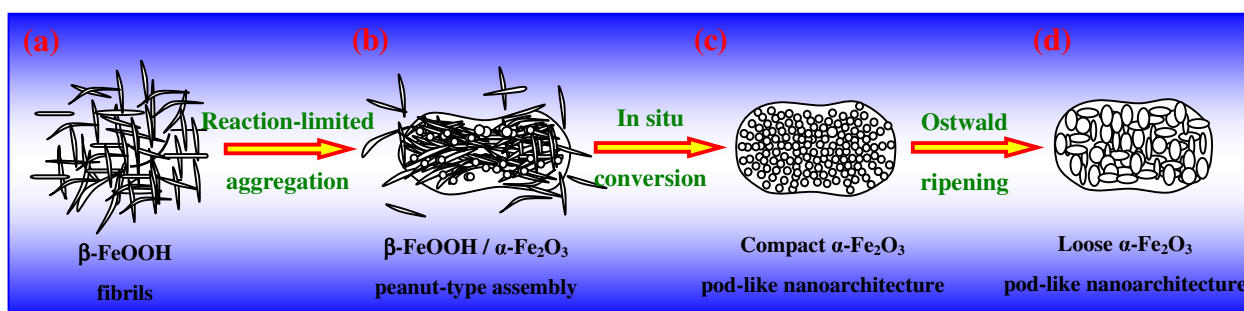 (a)
(b)
(c)
(d)
Reaction-limited
aggregation
In situ
conversion
Ostwald
ripening
β-FeOOH
fibrils
β-FeOOH / α-Fe₂O₃
peanut-type assembly
Compact α-Fe₂O₃
pod-like nanoarchitecture
Loose α-Fe₂O₃
pod-like nanoarchitecture